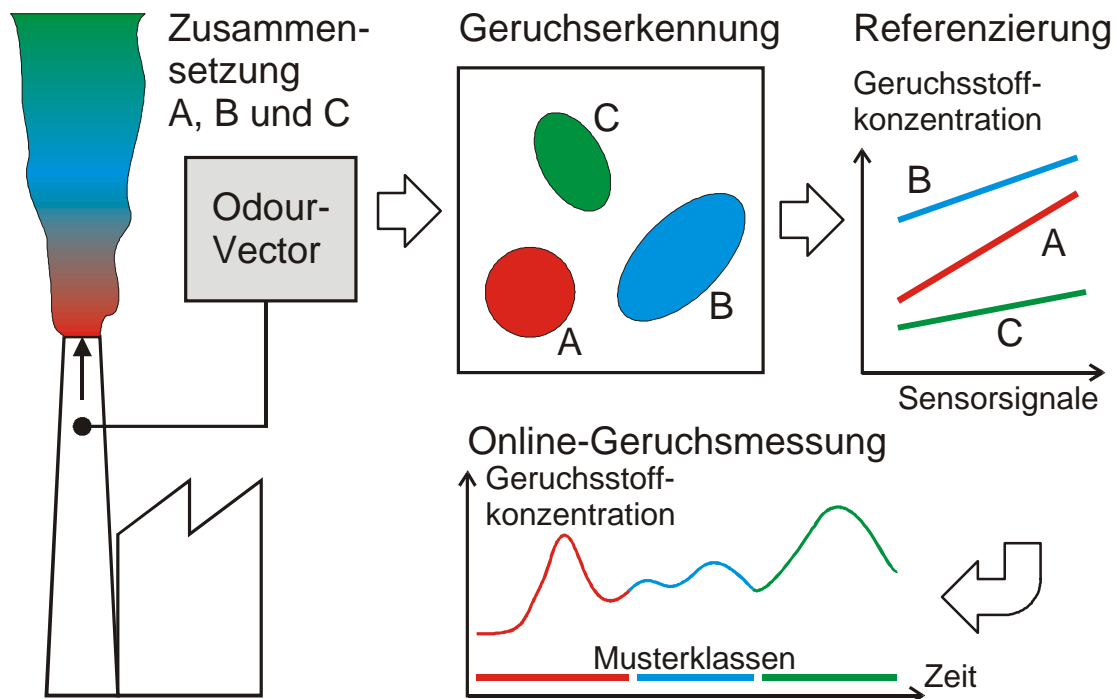 Zusammen-
setzung
A, B und C
Odour-
Vector
Geruchserkennung
C
B
A
Referenzierung
Geruchsstoff-
konzentration
B
A
C
Sensorsignale
Online-Geruchsmessung
Geruchsstoff-
konzentration
Musterklassen
Zeit